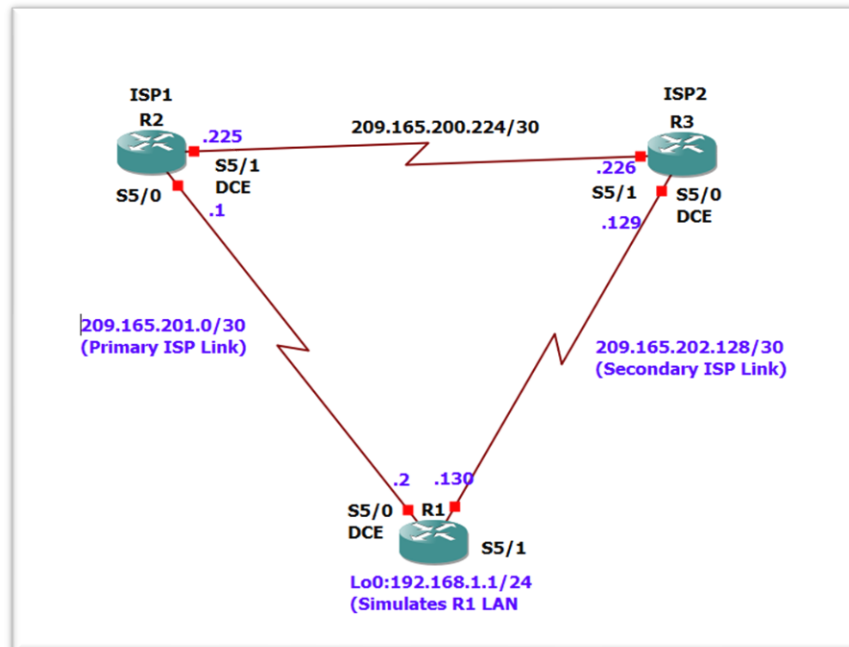 ISP1
R2
.225
S5/1
DCE
S5/0
.1
209.165.200.224/30
ISP2
R3
.226
S5/1
S5/0
DCE
.129
209.165.201.0/30
(Primary ISP Link)
209.165.202.128/30
(Secondary ISP Link)
.2
.130
S5/0
DCE
R1
S5/1
Lo0:192.168.1.1/24
(Simulates R1 LAN